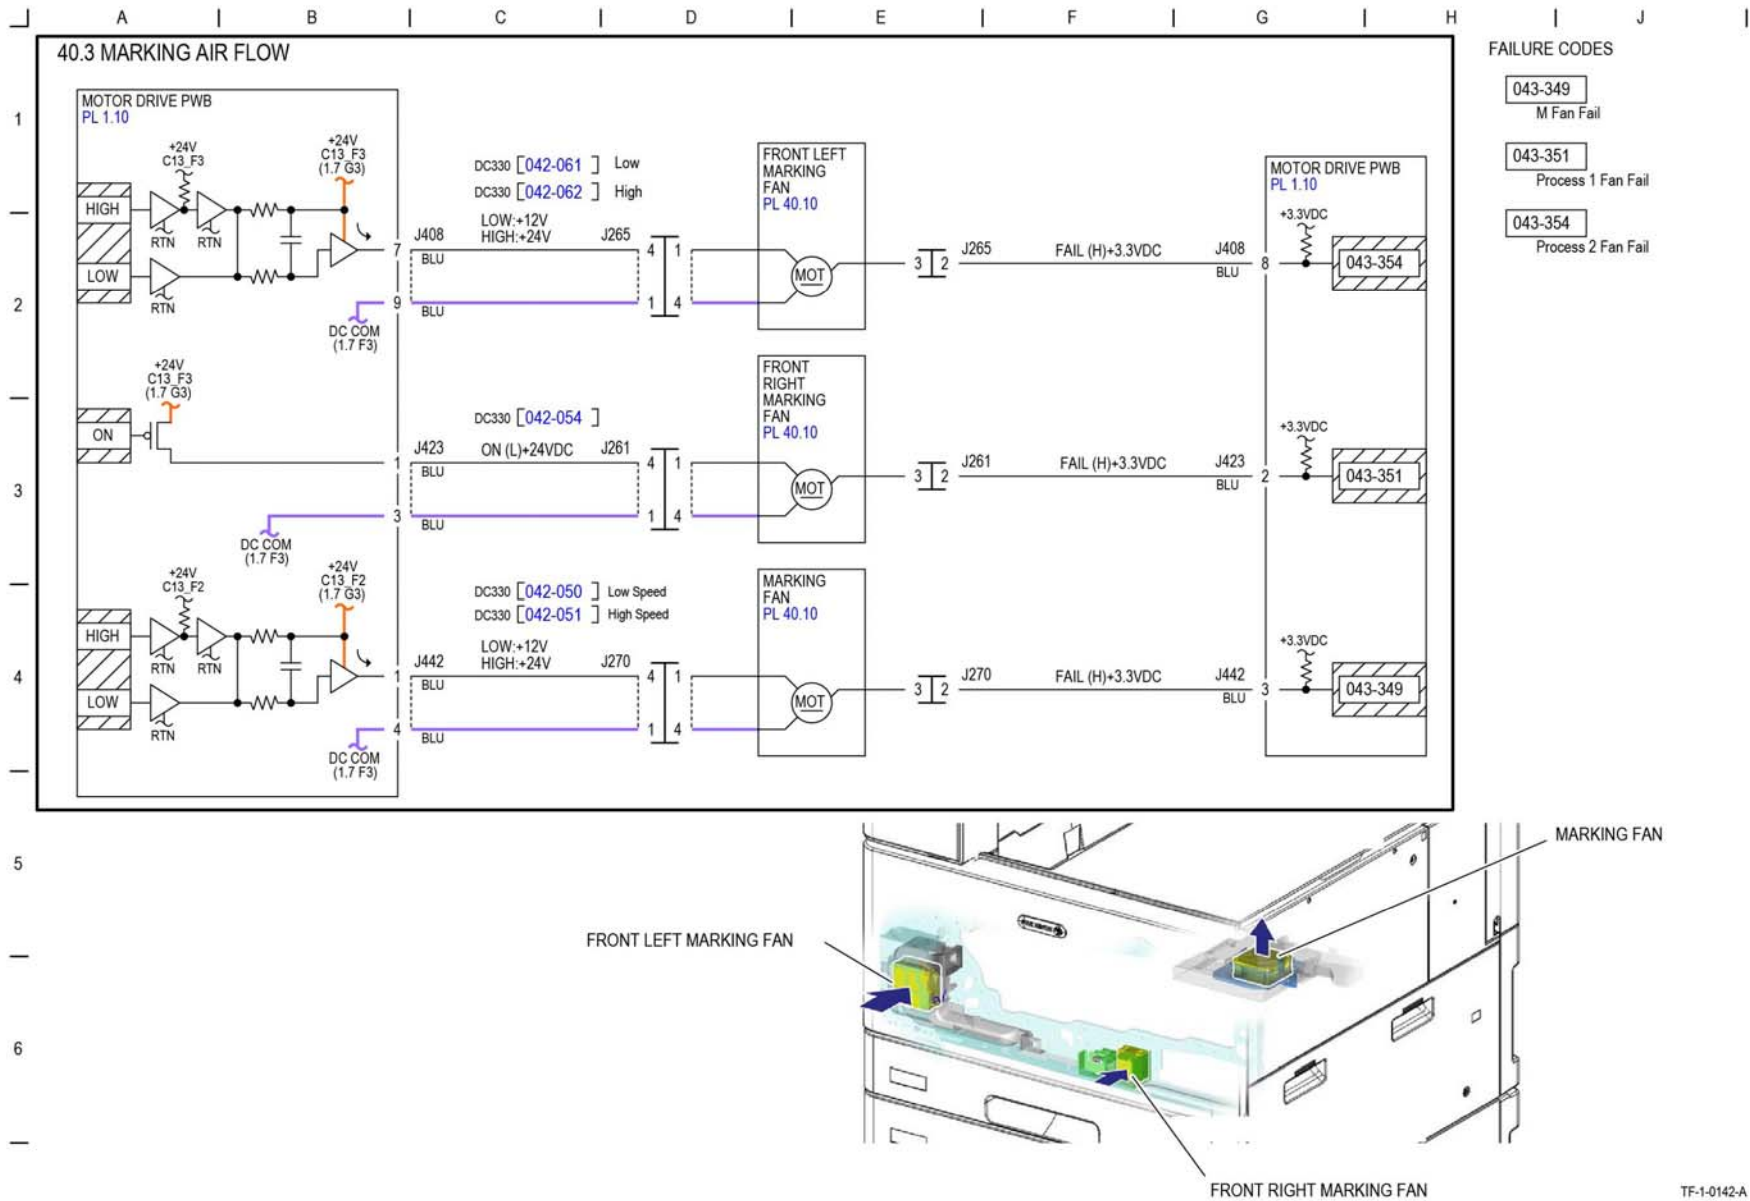 A B C D E F G H J
40.3 MARKING AIR FLOW
FAILURE CODES
043-349
M Fan Fail
043-351
Process 1 Fan Fail
043-354
Process 2 Fan Fail
1
2
3
4
5
6
MOTOR DRIVE PWB
PL 1.10
+24V
C13_F3
+24V
C13_F3
(1.7 G3)
HIGH
RTN
RTN
LOW
RTN
DC COM
(1.7 F3)
7
9
J408
BLU
BLU
DC330 [042-061] Low
DC330 [042-062] High
LOW:+12V
HIGH:+24V
J265
4 1
1 4
FRONT LEFT
MARKING
FAN
PL 40.10
MOT
3 2
J265
FAIL (H)+3.3VDC
J408
BLU
8
MOTOR DRIVE PWB
PL 1.10
+3.3VDC
043-354
+24V
C13_F3
(1.7 G3)
ON
DC COM
(1.7 F3)
1
3
J423
BLU
BLU
DC330 [042-054]
ON (L)+24VDC
J261
4 1
1 4
FRONT
RIGHT
MARKING
FAN
PL 40.10
MOT
3 2
J261
FAIL (H)+3.3VDC
J423
BLU
2
+3.3VDC
043-351
+24V
C13_F2
+24V
C13_F2
(1.7 G3)
HIGH
RTN
RTN
LOW
RTN
DC COM
(1.7 F3)
1
4
J442
BLU
BLU
DC330 [042-050] Low Speed
DC330 [042-051] High Speed
LOW:+12V
HIGH:+24V
J270
4 1
1 4
MARKING
FAN
PL 40.10
MOT
3 2
J270
FAIL (H)+3.3VDC
J442
BLU
3
+3.3VDC
043-349
MARKING FAN
FRONT LEFT MARKING FAN
FRONT RIGHT MARKING FAN
TF-1-0142-A